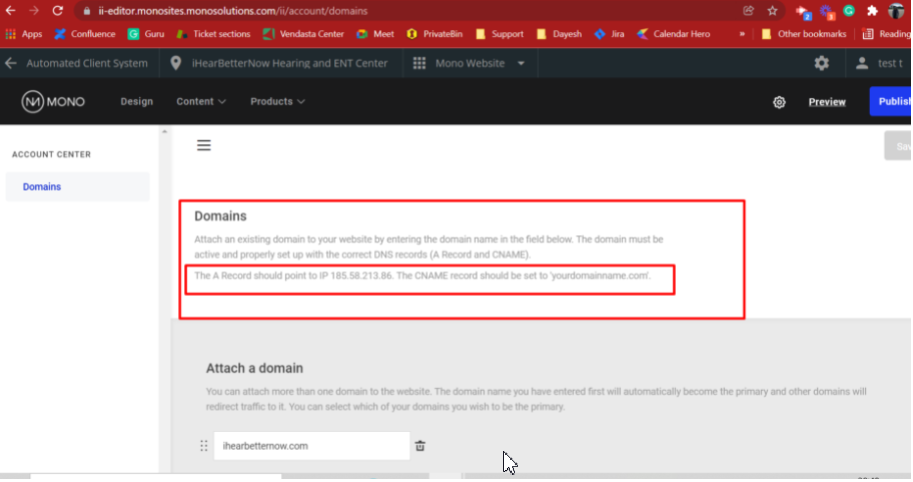 ii-editor.monosites.monosolutions.com/ii/account/domains
Apps Confluence Guru Ticket sections Vendasta Center Meet PrivateBin Support Dayesh Jira Calendar Hero » Other bookmarks Reading
Automated Client System iHearBetterNow Hearing and ENT Center Mono Website test t
MONO Design Content Products Preview Publis
ACCOUNT CENTER
Sav
Domains
Domains
Attach an existing domain to your website by entering the domain name in the field below. The domain must be
active and properly set up with the correct DNS records (A Record and CNAME).
The A Record should point to IP 185.58.213.86. The CNAME record should be set to 'yourdomainname.com'.
Attach a domain
You can attach more than one domain to the website. The domain name you have entered first will automatically become the primary and other domains will
redirect traffic to it. You can select which of your domains you wish to be the primary.
ihearbetternow.com